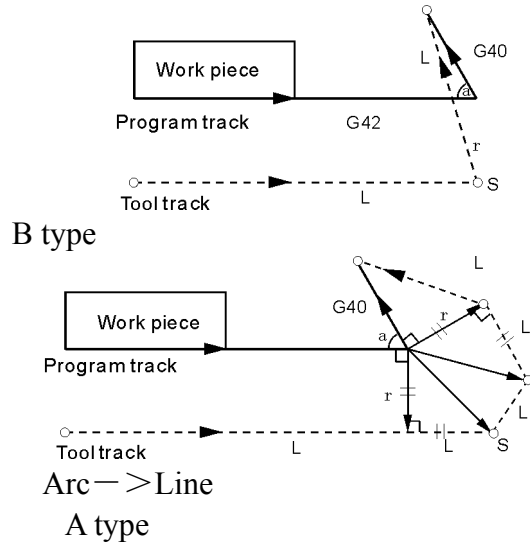 S
G40
L
Work piece
a
Program track
G42
r
S
Tool track
L
B type
L
G40
r
Work piece
a
L
Program track
r
L
Tool track
L
L
S
Arc—>Line
A type